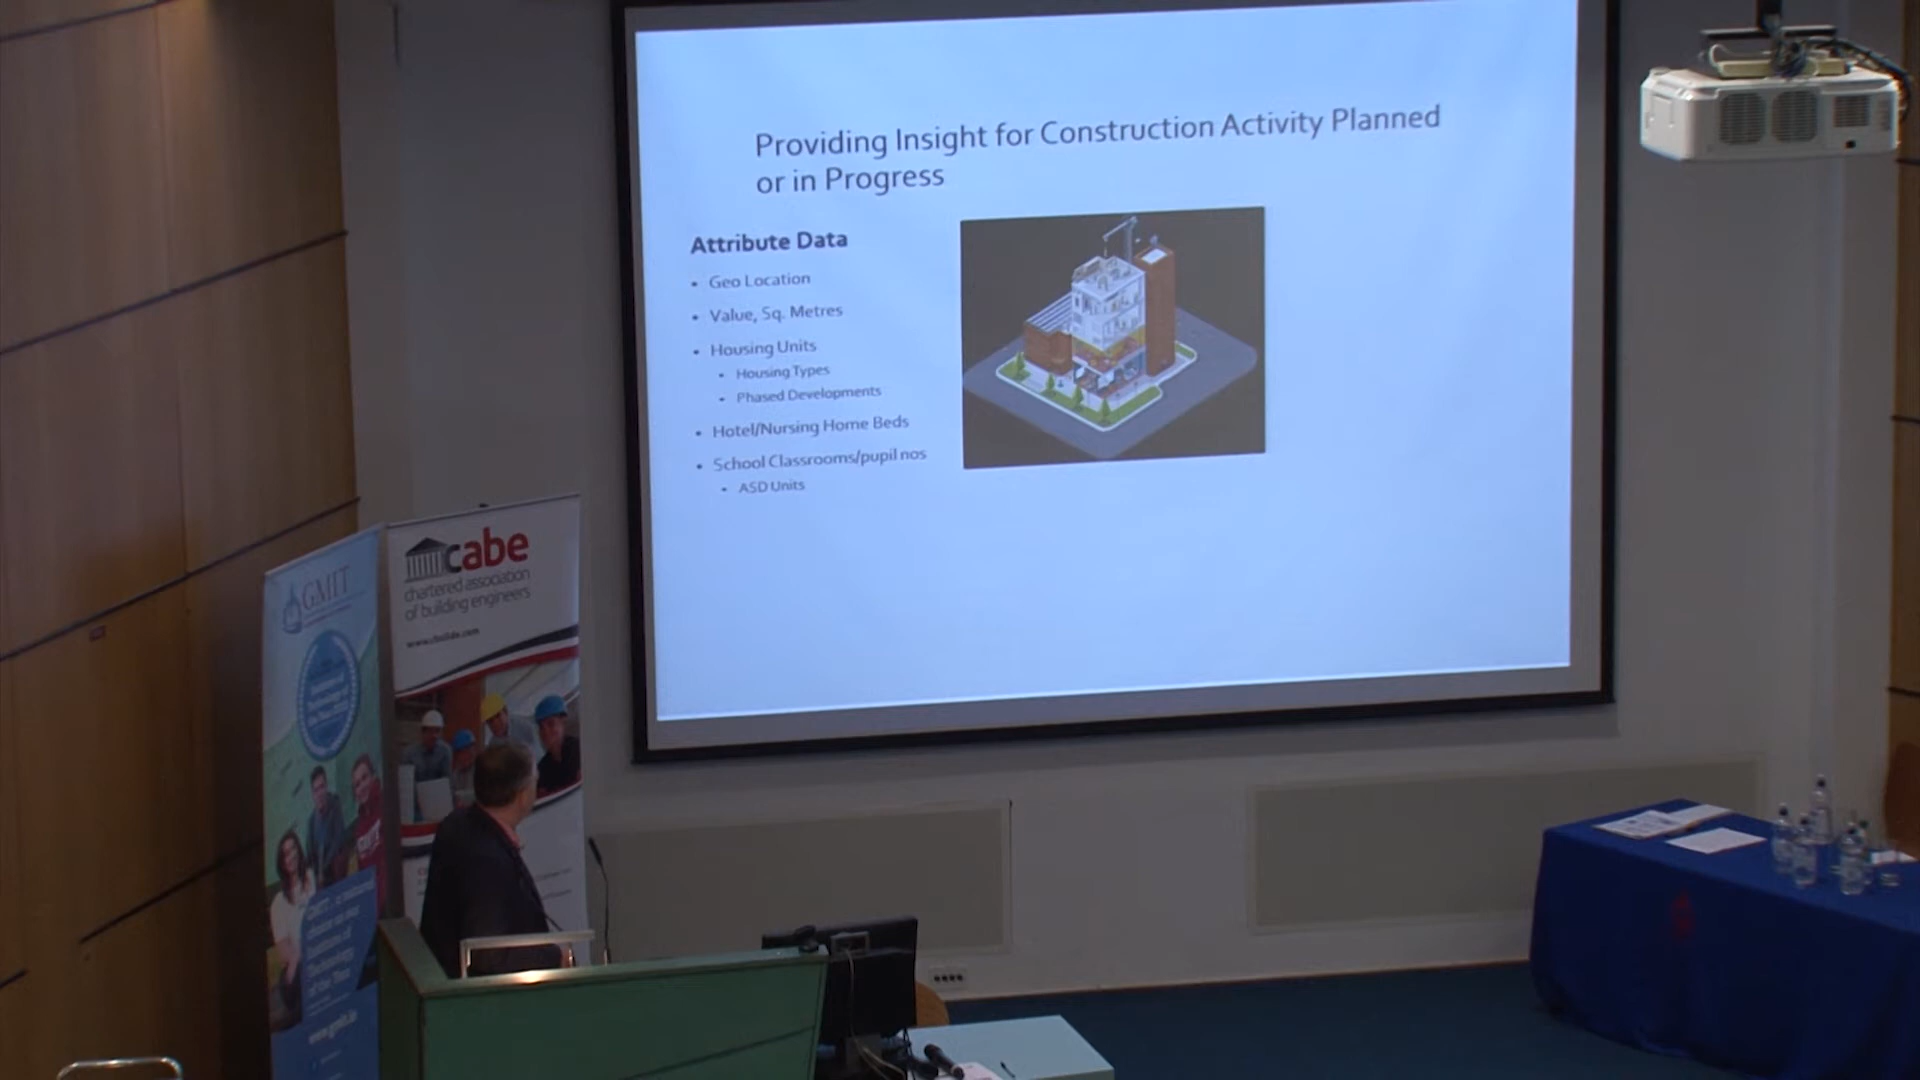 Providing Insight for Construction Activity Planned
or in Progress
Attribute Data
• Geo Location
• Value, Sq. Metres
• Housing Units
• Housing Types
• Phased Developments
• Hotel/Nursing Home Beds
• School Classrooms/pupil nos
• ASD Units
cabe
chartered association
of building engineers
GMIT
www.gmit.ie